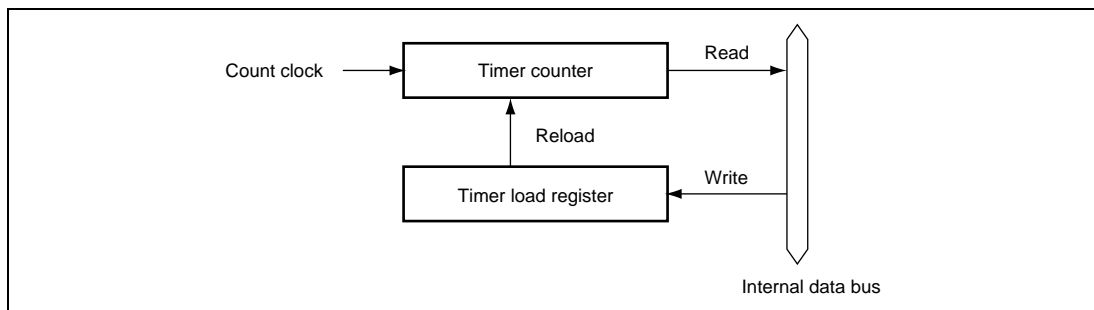 Read
Count clock
Timer counter
Reload
Write
Timer load register
Internal data bus